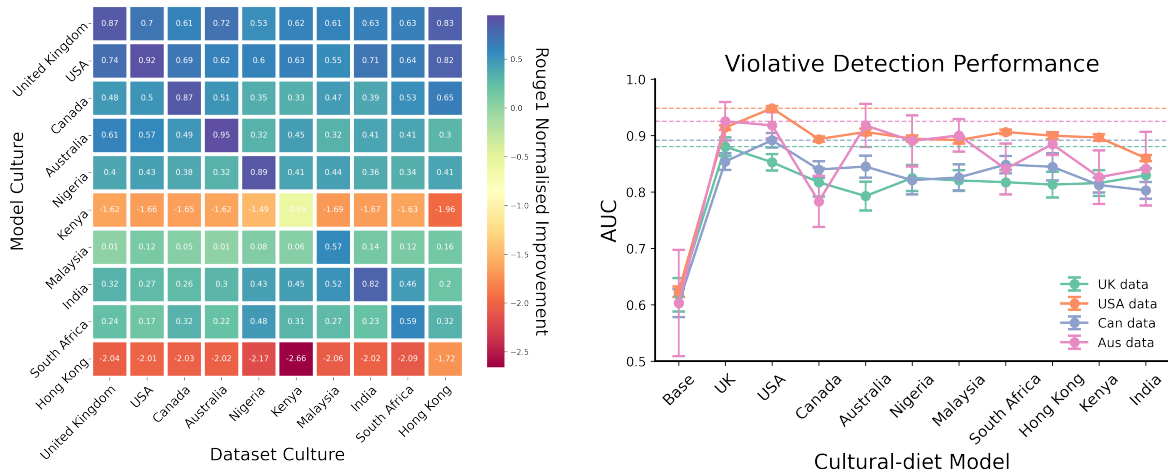 United Kingdom 0.87 0.7 0.61 0.72 0.53 0.62 0.61 0.63 0.63 0.83
USA 0.74 0.92 0.69 0.62 0.6 0.63 0.55 0.71 0.64 0.82
Canada 0.48 0.5 0.87 0.51 0.35 0.33 0.47 0.39 0.53 0.65
Australia 0.61 0.57 0.49 0.95 0.32 0.45 0.32 0.41 0.41 0.3
Nigeria 0.4 0.43 0.38 0.32 0.89 0.41 0.44 0.36 0.34 0.41
Kenya -1.62 -1.66 -1.65 -1.62 -1.49 -1.69 -1.67 -1.63 -1.96
Malaysia 0.01 0.12 0.05 0.01 0.08 0.06 0.57 0.14 0.12 0.16
India 0.32 0.27 0.26 0.3 0.43 0.45 0.52 0.82 0.46 0.2
South Africa 0.24 0.17 0.32 0.22 0.48 0.31 0.27 0.23 0.59 0.32
Hong Kong -2.04 -2.01 -2.03 -2.02 -2.17 -2.66 -2.06 -2.02 -2.09 -1.72
Model Culture
United Kingdom USA Canada Australia Nigeria Kenya Malaysia India South Africa Hong Kong
Dataset Culture
0.5
0.0
-0.5
-1.0
-1.5
-2.0
-2.5
Rouge1 Normalised Improvement
Violative Detection Performance
1.0
0.9
0.8
0.7
0.6
0.5
AUC
UK data
USA data
Can data
Aus data
Base UK USA Canada Australia Nigeria Malaysia South Africa Hong Kong Kenya India
Cultural-diet Model